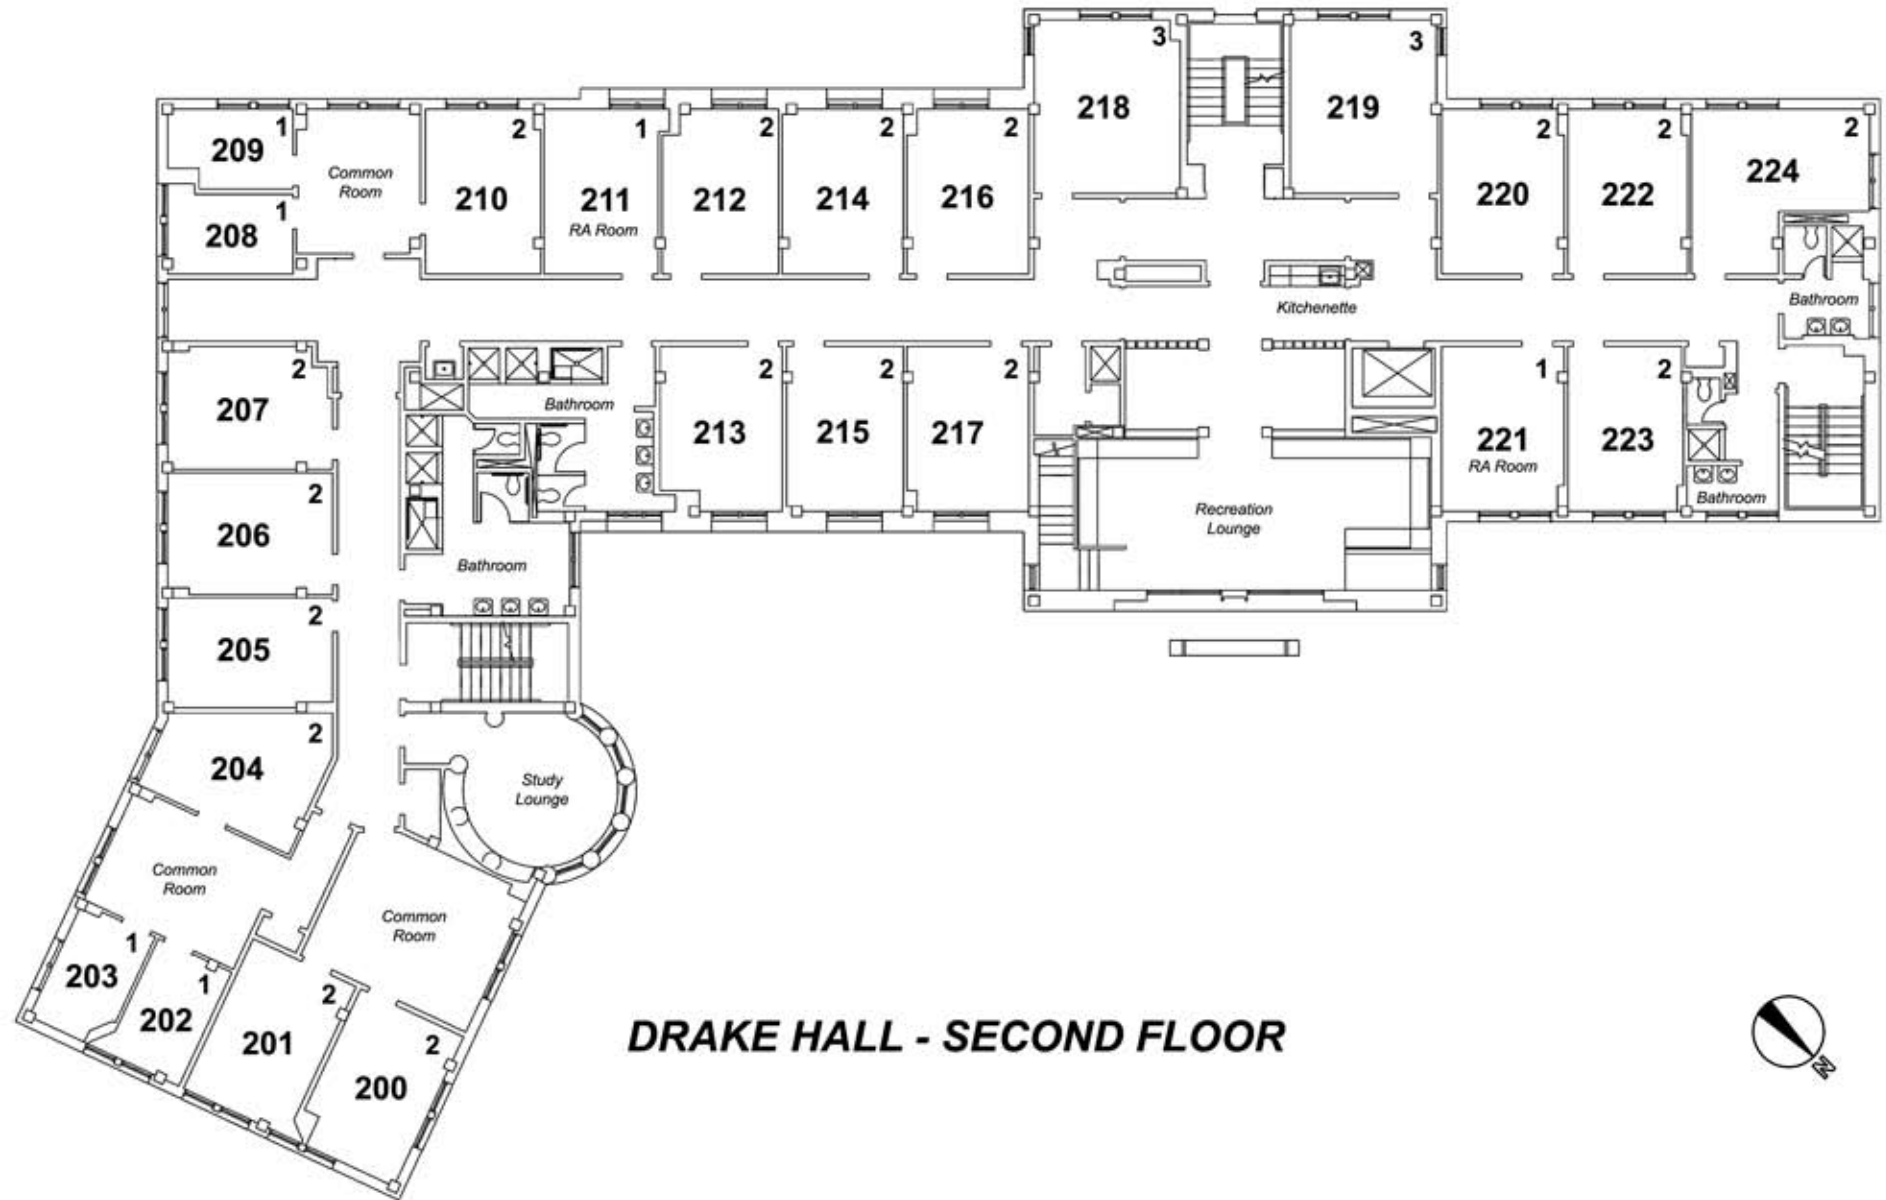 3
3
218
219
1
2
1
2
2
2
2
2
2
209
Common
Room
210
211
RA Room
212
214
216
220
222
224
1
208
Kitchenette
Bathroom
2
207
2
2
2
1
2
Bathroom
213
215
217
221
RA Room
223
2
206
Recreation
Lounge
Bathroom
Bathroom
2
205
2
204
Study
Lounge
Common
Room
Common
Room
1
203
1
202
2
201
2
200
DRAKE HALL - SECOND FLOOR
N